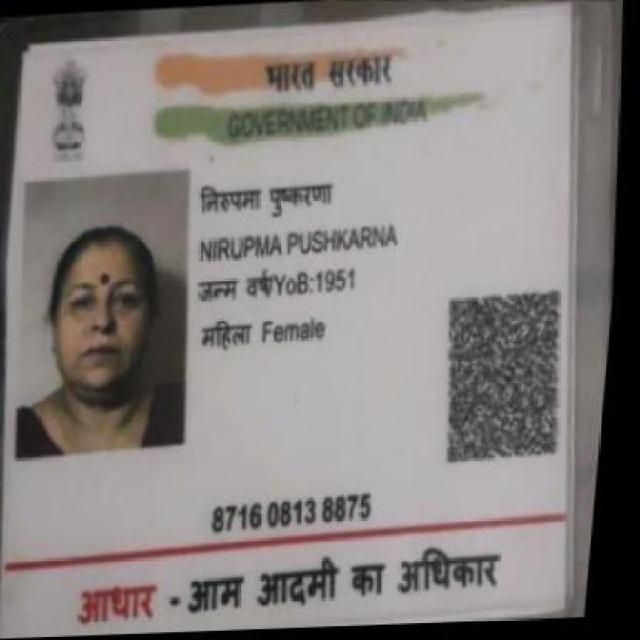 भारत सरकार
GOVERNMENT OF INDIA
निरुपमा पुष्करणा
NIRUPMA PUSHKARNA
जन्म वर्ष/YoB:1951
महिला Female
8716 0813 8875
आधार - आम आदमी का अधिकार